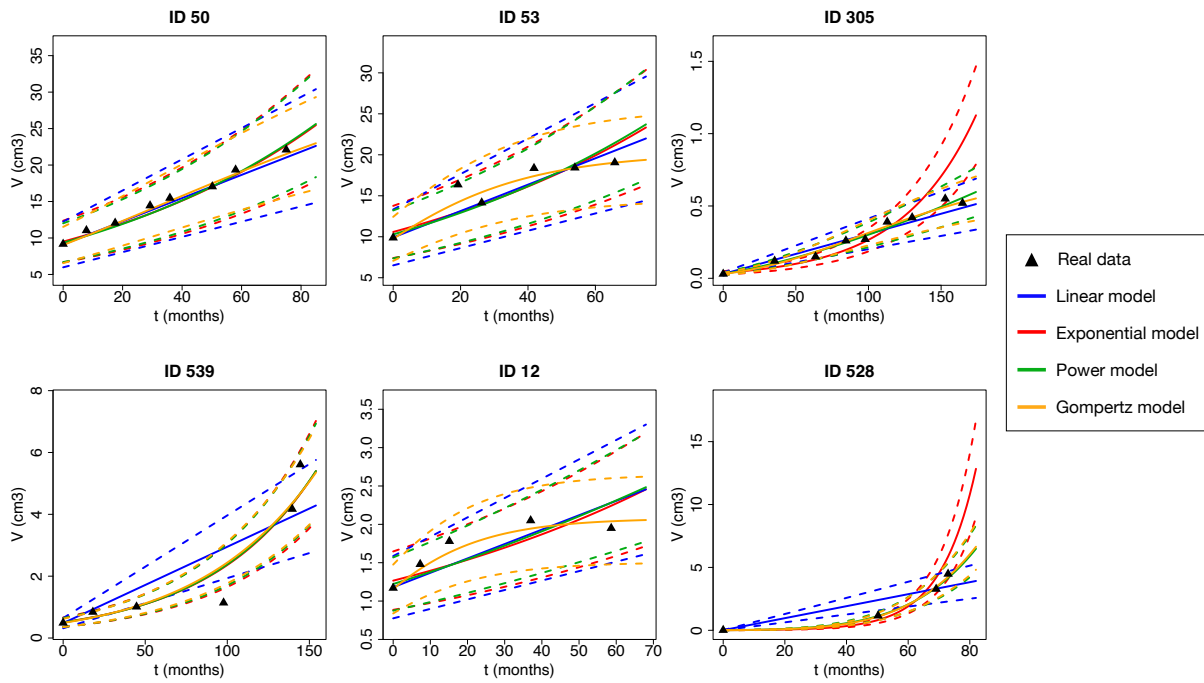 ID 50
V (cm3)
5 10 15 20 25 30 35
0 20 40 60 80
t (months)
ID 53
V (cm3)
5 10 15 20 25 30
0 20 40 60
t (months)
ID 305
V (cm3)
0.0 0.5 1.0 1.5
0 50 100 150
t (months)
Real data
Linear model
Exponential model
Power model
Gompertz model
ID 539
V (cm3)
0 2 4 6 8
0 50 100 150
t (months)
ID 12
V (cm3)
0.5 1.0 1.5 2.0 2.5 3.0 3.5
0 10 20 30 40 50 60 70
t (months)
ID 528
V (cm3)
0 5 10 15
0 20 40 60 80
t (months)